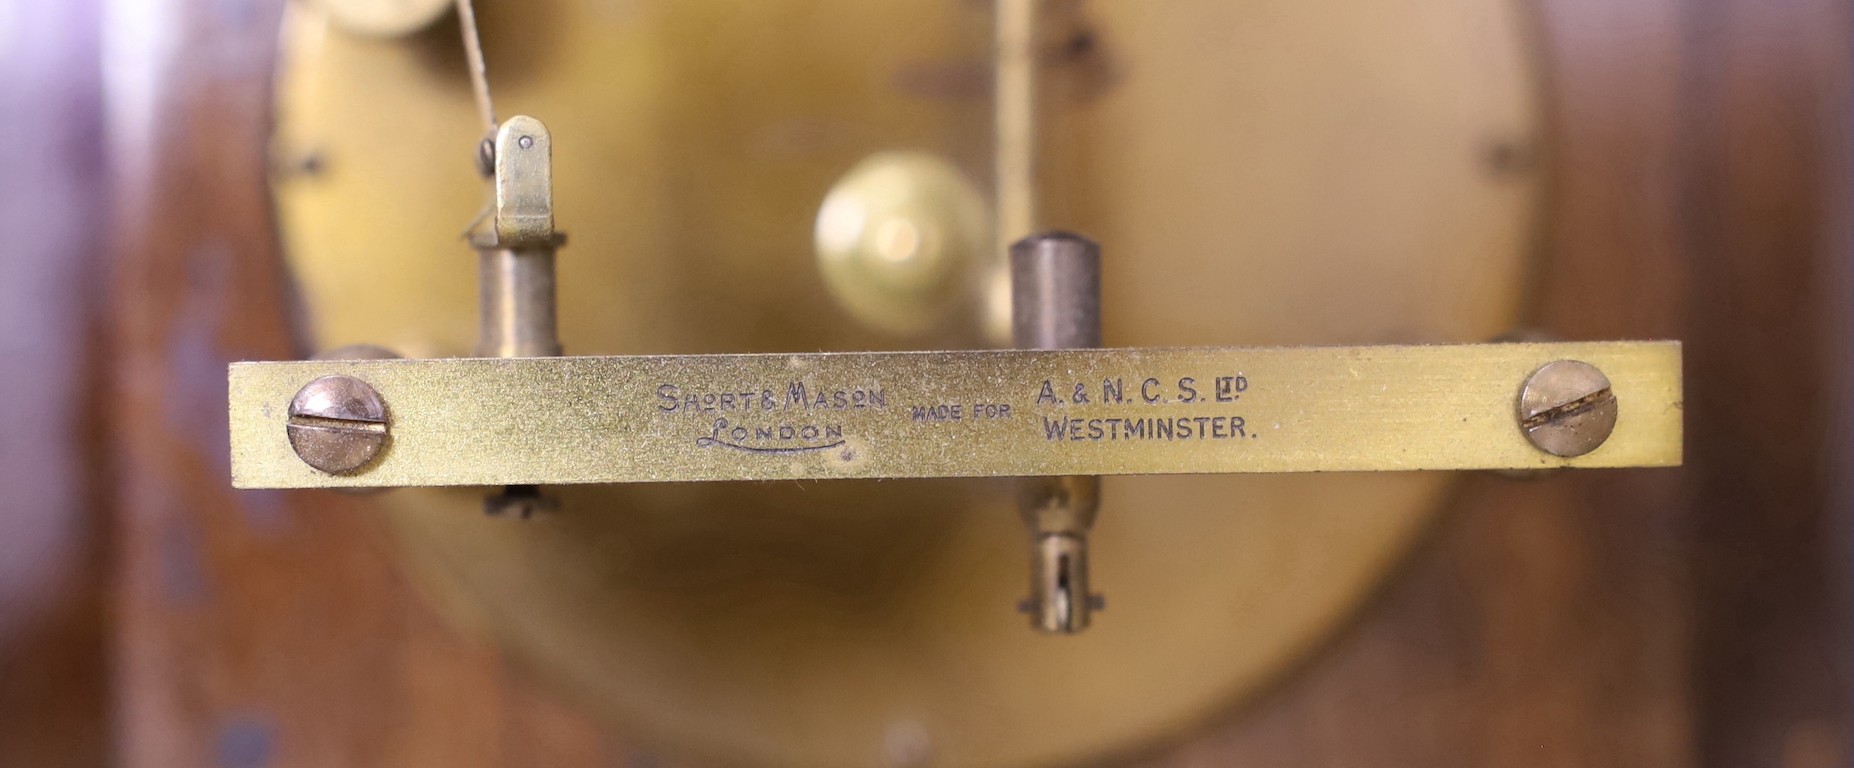 SHORT & MASON
LONDON
MADE FOR
A. & N. C. S. LTD
WESTMINSTER.